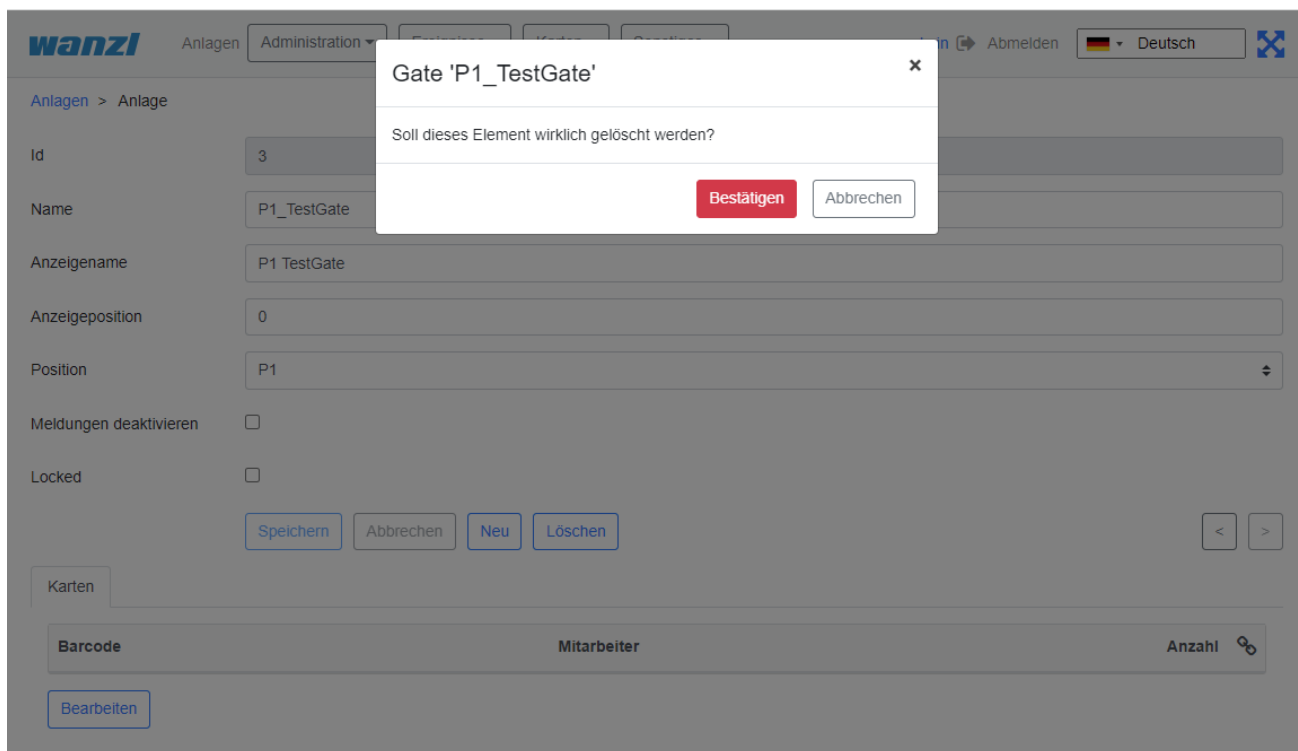 wanzl Anlagen Administration Abmelden Deutsch
Gate 'P1_TestGate' ×
Anlagen > Anlage
Soll dieses Element wirklich gelöscht werden?
Id 3
Bestätigen Abbrechen
Name P1_TestGate
Anzeigename P1 TestGate
Anzeigeposition 0
Position P1
Meldungen deaktivieren
Locked
Speichern Abbrechen Neu Löschen < >
Karten
Barcode Mitarbeiter Anzahl
Bearbeiten